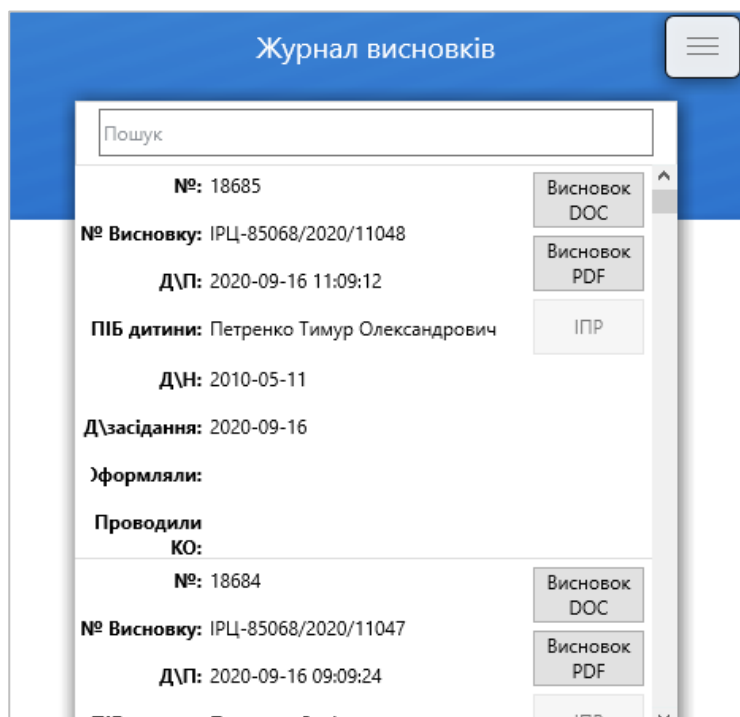 Журнал висновків
Пошук
№: 18685
Висновок DOC
№ Висновку: ІРЦ-85068/2020/11048
Висновок PDF
Д\П: 2020-09-16 11:09:12
ПІБ дитини: Петренко Тимур Олександрович
ІПР
Д\Н: 2010-05-11
Д\засідання: 2020-09-16
Оформляли:
Проводили
КО:
№: 18684
Висновок DOC
№ Висновку: ІРЦ-85068/2020/11047
Висновок PDF
Д\П: 2020-09-16 09:09:24